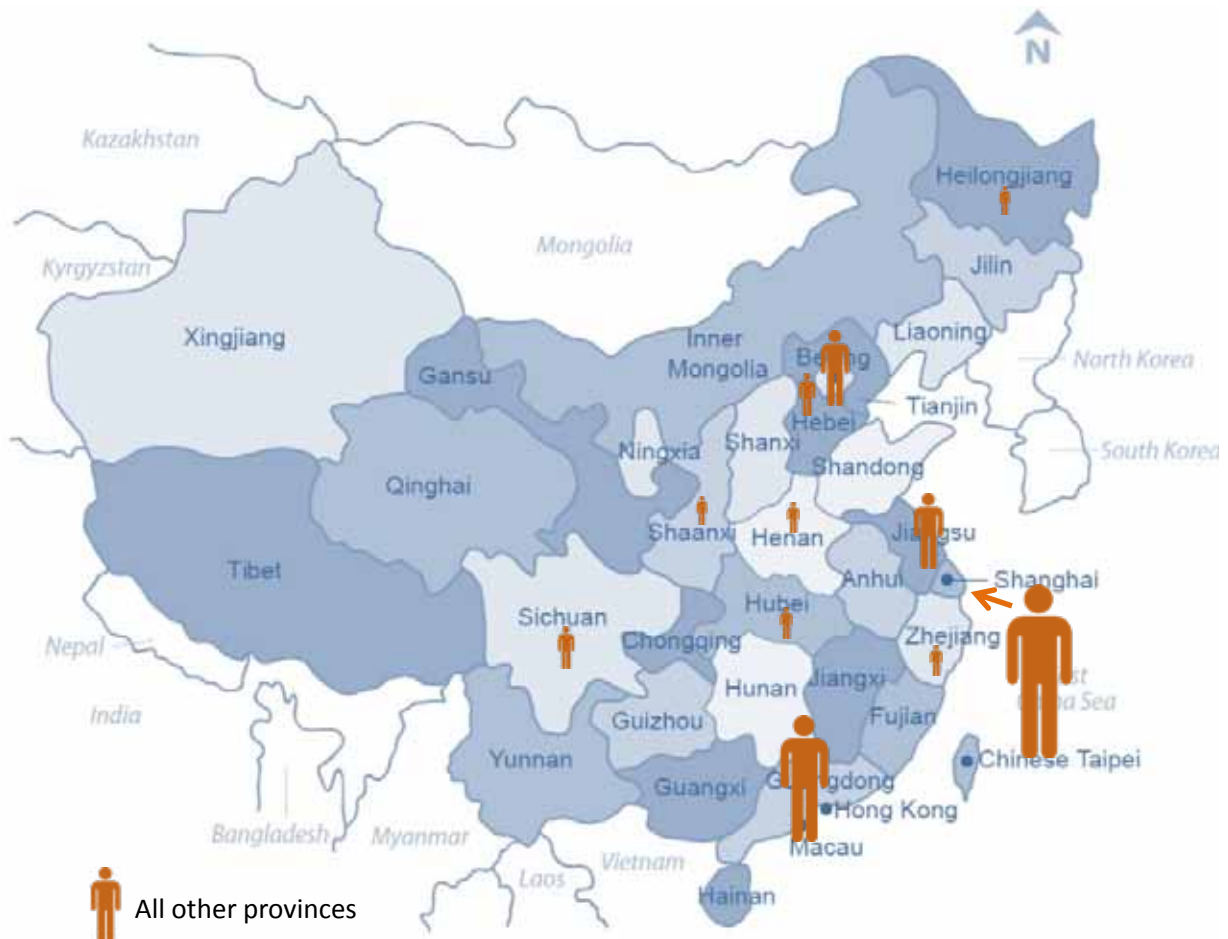 N
Kazakhstan
Heilongjiang
Mongolia
Jilin
Kyrgyzstan
Xingjiang
Inner
Mongolia
Liaoning
North Korea
Gansu
Tianjin
Hebei
Ningxia
Shanxi
South Korea
Shandong
Qinghai
Shaanxi
Henan
Tibet
Anhui
Shanghai
Sichuan
Hubei
Nepal
Chongqing
Zhejiang
Hunan
Jiangxi
Sea
India
Guizhou
Fujian
Yunnan
Chinese Taipei
Guangxi
Hong Kong
Bangladesh
Myanmar
Macau
Vietnam
Laos
Hainan
All other provinces